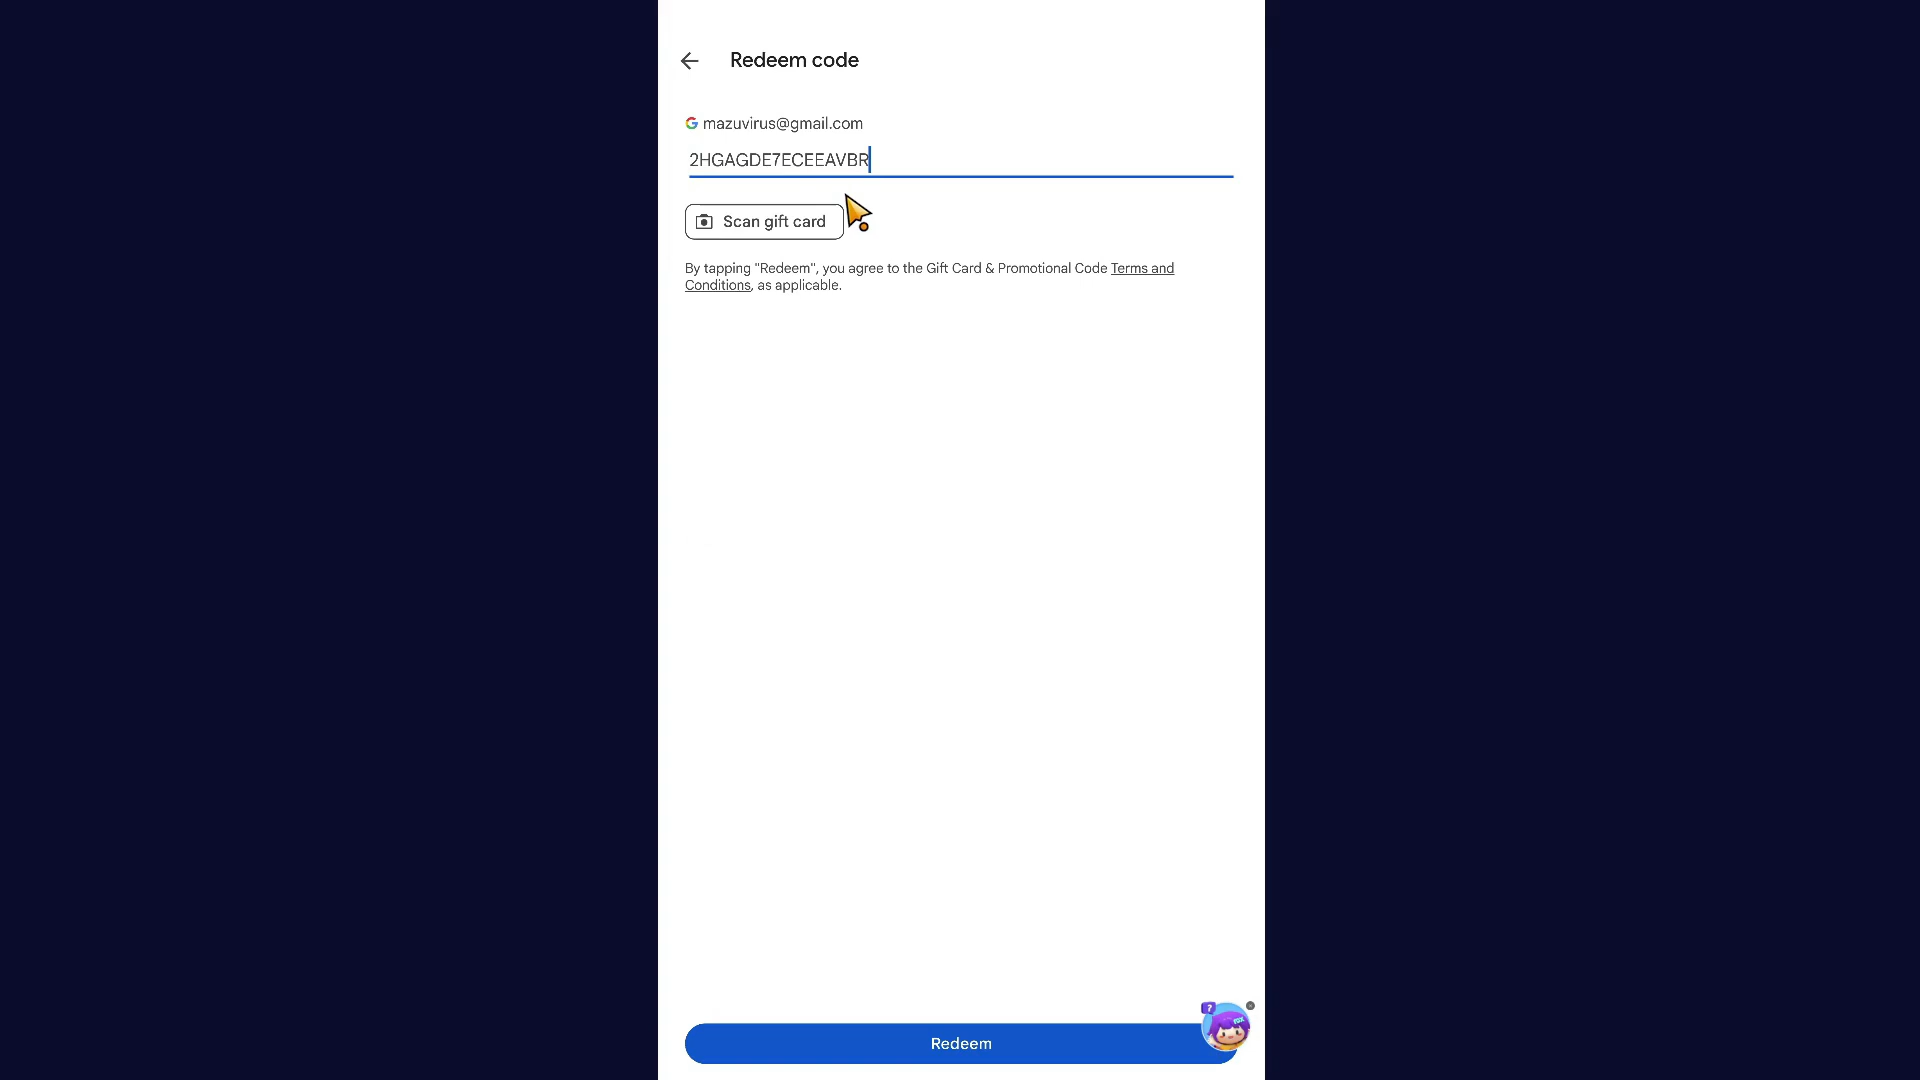 Redeem code
mazuvirus@gmail.com
2HGAGDE7ECEEAVBR
Scan gift card
By tapping "Redeem", you agree to the Gift Card & Promotional Code Terms and
Conditions, as applicable.
Redeem